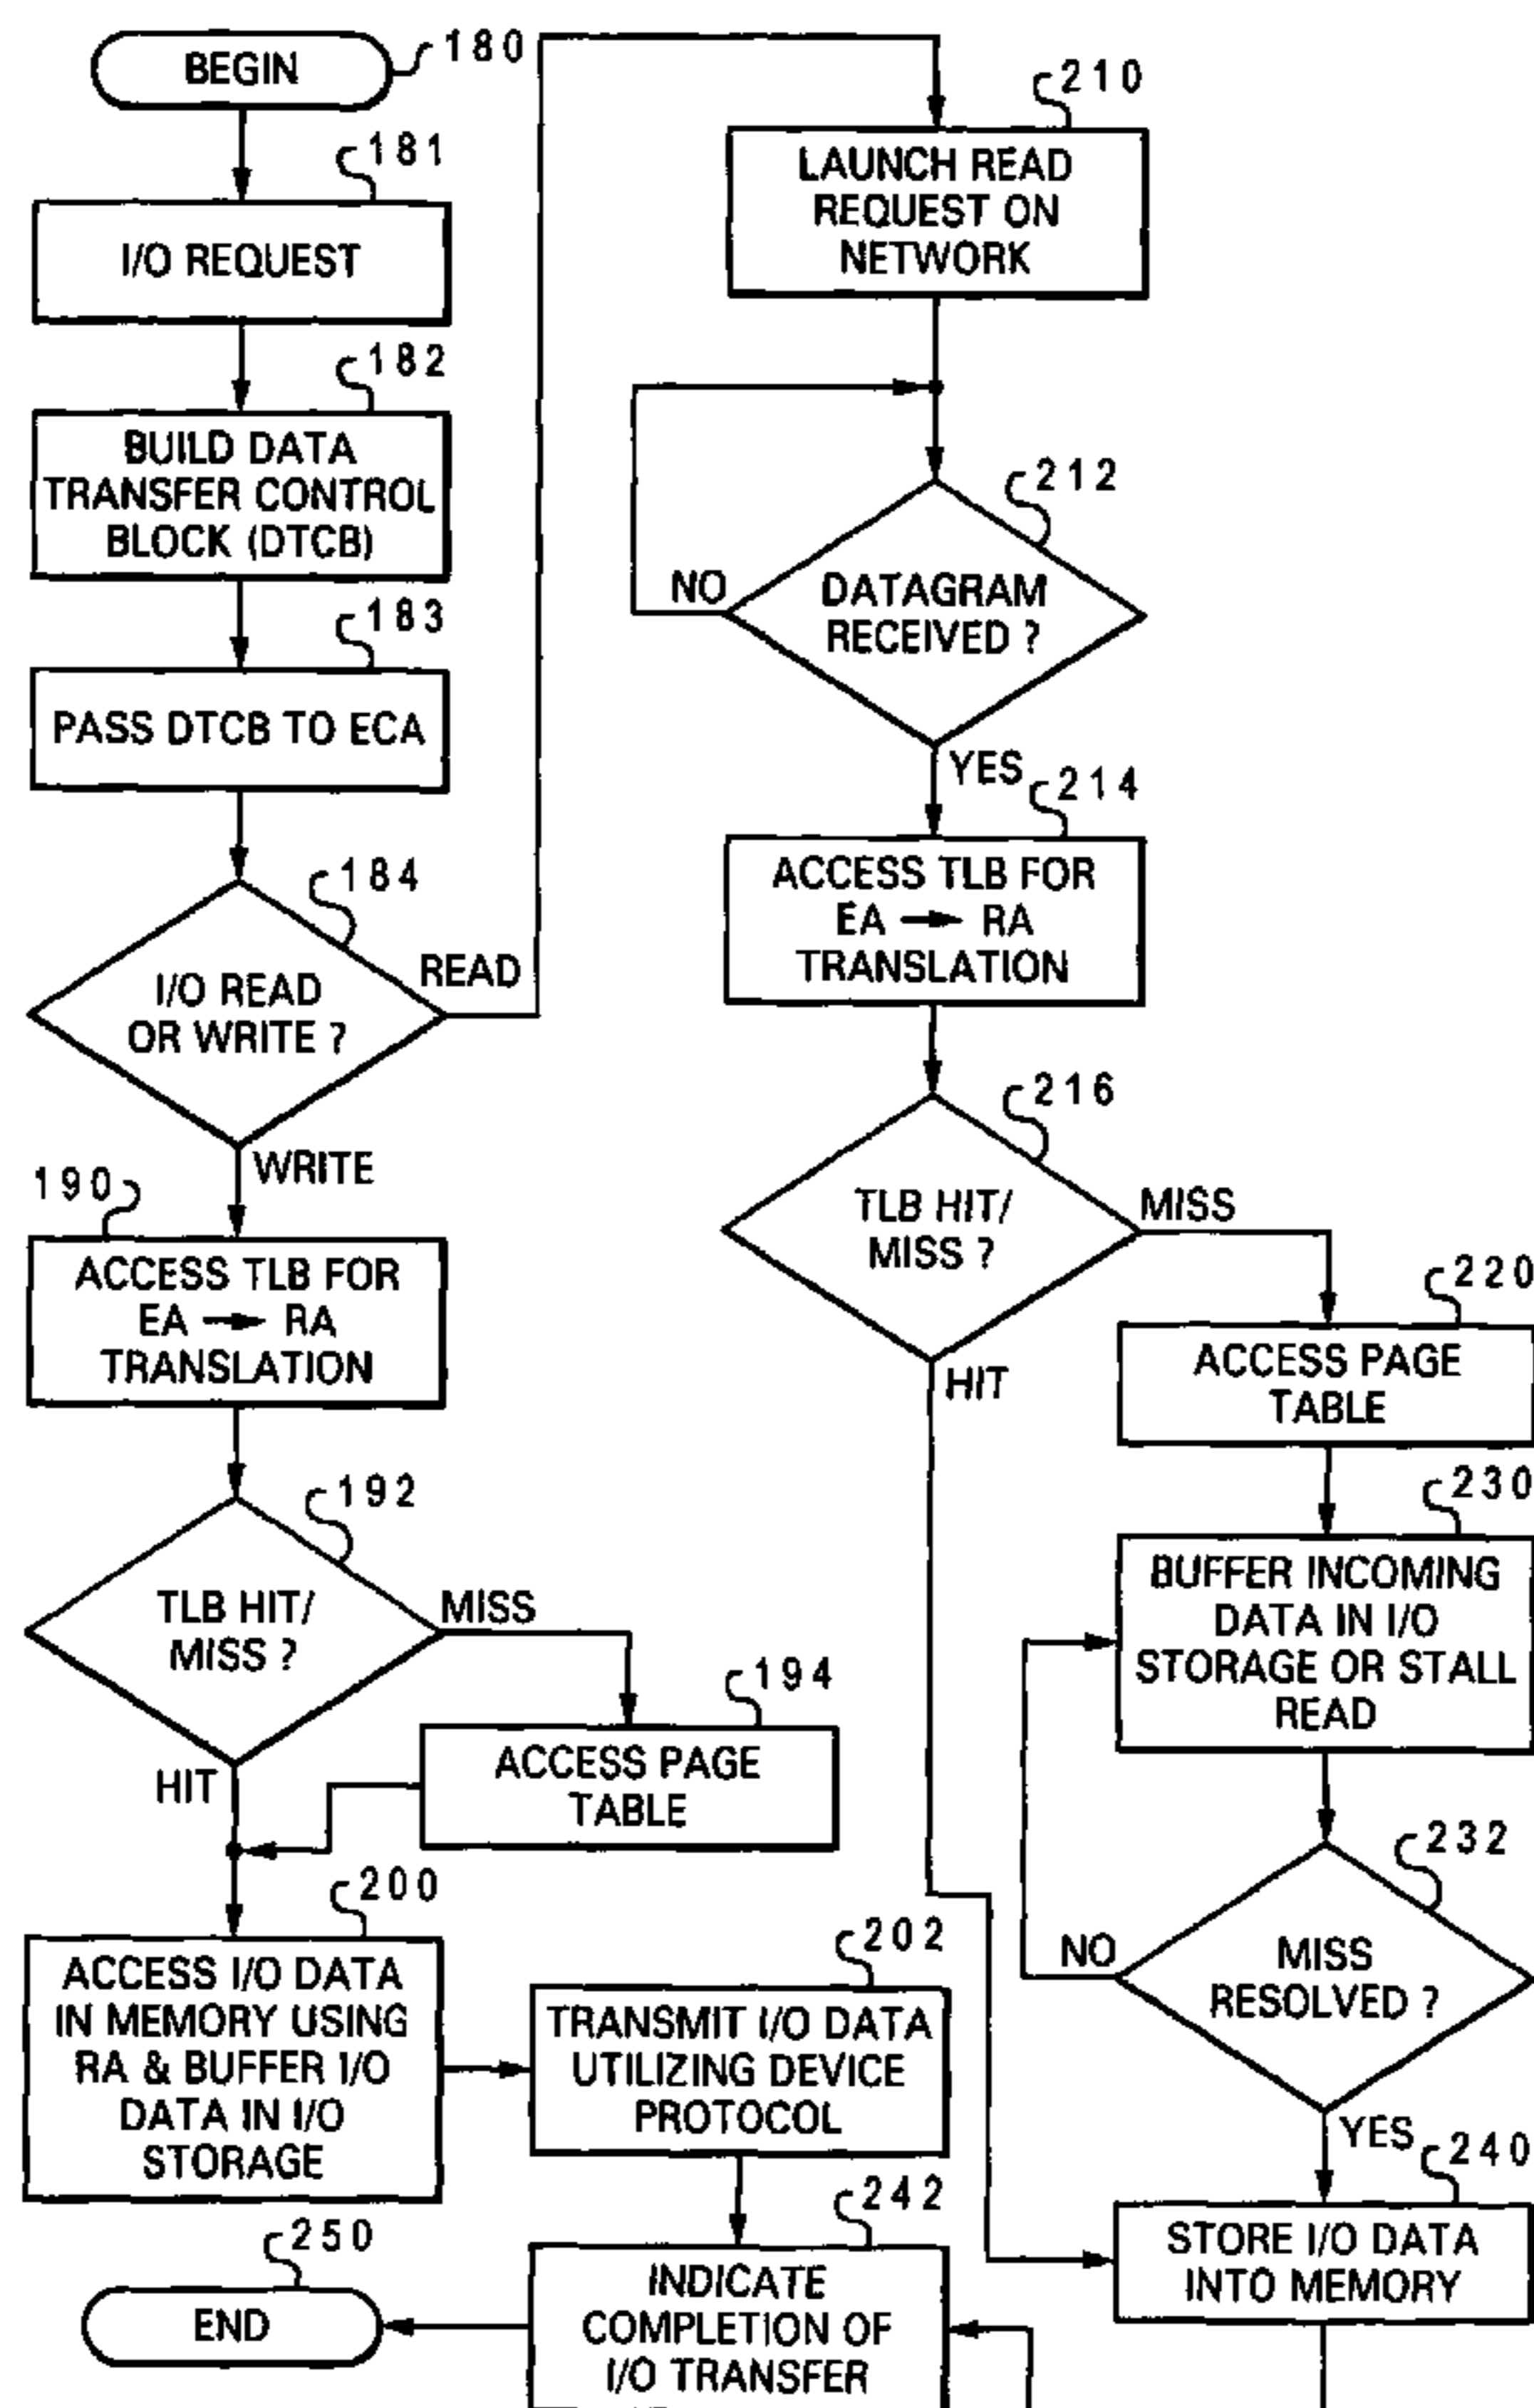 BEGIN
180
181
I/O REQUEST
182
BUILD DATA
TRANSFER CONTROL
BLOCK (DTCB)
183
PASS DTCB TO ECA
184
I/O READ
OR WRITE ?
READ
WRITE
190
ACCESS TLB FOR
EA → RA
TRANSLATION
192
TLB HIT/
MISS ?
MISS
HIT
194
ACCESS PAGE
TABLE
200
ACCESS I/O DATA
IN MEMORY USING
RA & BUFFER I/O
DATA IN I/O
STORAGE
202
TRANSMIT I/O DATA
UTILIZING DEVICE
PROTOCOL
210
LAUNCH READ
REQUEST ON
NETWORK
212
DATAGRAM
RECEIVED ?
NO
YES
214
ACCESS TLB FOR
EA → RA
TRANSLATION
216
TLB HIT/
MISS ?
MISS
HIT
220
ACCESS PAGE
TABLE
230
BUFFER INCOMING
DATA IN I/O
STORAGE OR STALL
READ
232
MISS
RESOLVED ?
NO
YES
240
STORE I/O DATA
INTO MEMORY
242
INDICATE
COMPLETION OF
I/O TRANSFER
250
END